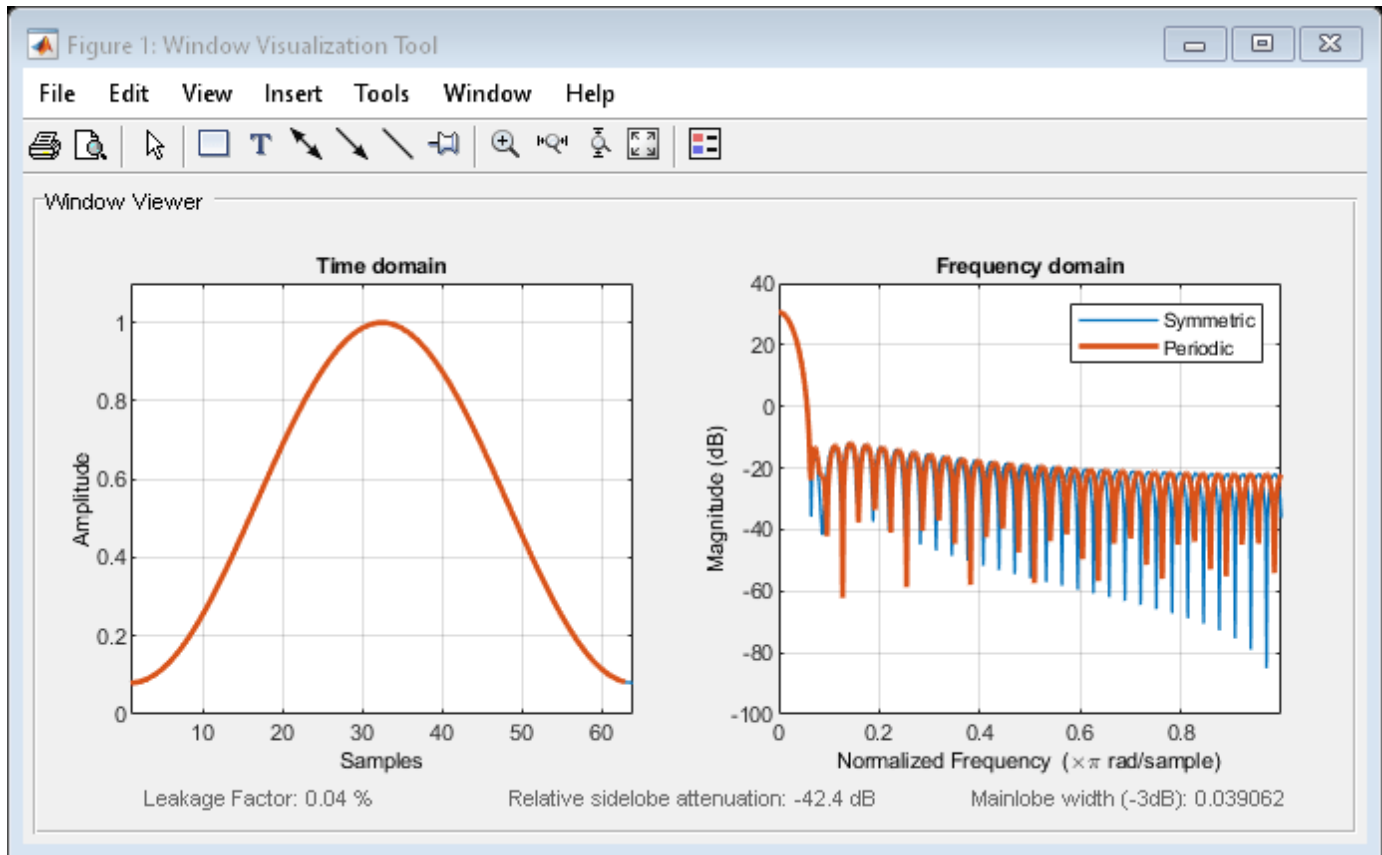 Figure 1: Window Visualization Tool
File Edit View Insert Tools Window Help
T
Window Viewer
Time domain
1
0.8
0.6
0.4
0.2
0
Amplitude
10 20 30 40 50 60
Samples
Frequency domain
40
20
0
-20
-40
-60
-80
-100
Magnitude (dB)
Symmetric
Periodic
0 0.2 0.4 0.6 0.8
Normalized Frequency (×π rad/sample)
Leakage Factor: 0.04 % Relative sidelobe attenuation: -42.4 dB Mainlobe width (-3dB): 0.039062